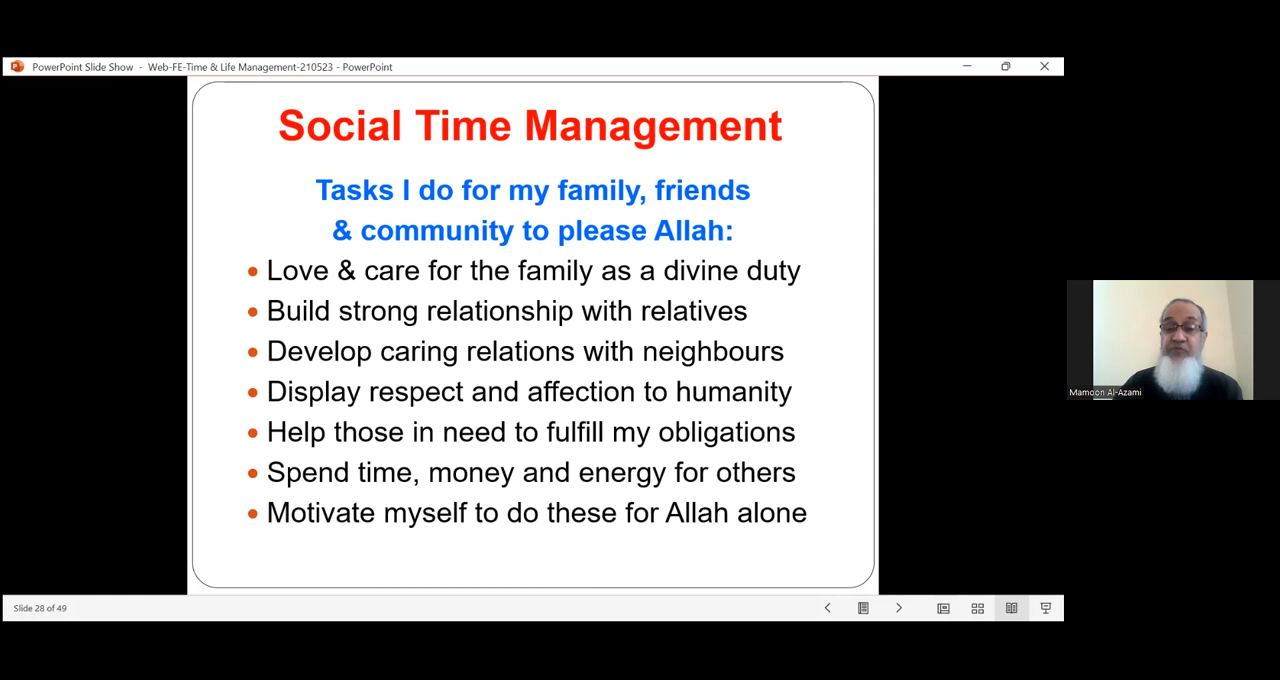 PowerPoint Slide Show - Web-FE-Time & Life Management-210523 - PowerPoint
Social Time Management
Tasks I do for my family, friends
& community to please Allah:
• Love & care for the family as a divine duty
• Build strong relationship with relatives
• Develop caring relations with neighbours
• Display respect and affection to humanity
• Help those in need to fulfill my obligations
• Spend time, money and energy for others
• Motivate myself to do these for Allah alone
Mamoon Al-Azami
Slide 28 of 49